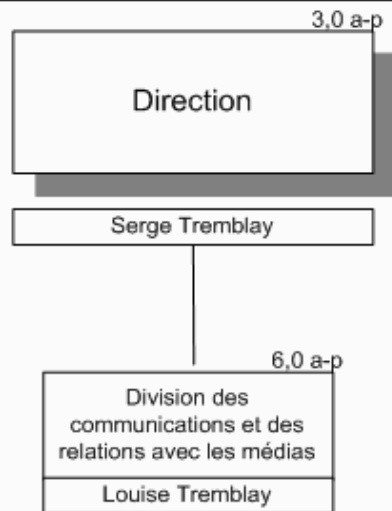 3,0 a-p
Direction
Serge Tremblay
6,0 a-p
Division des
communications et des
relations avec les médias
Louise Tremblay